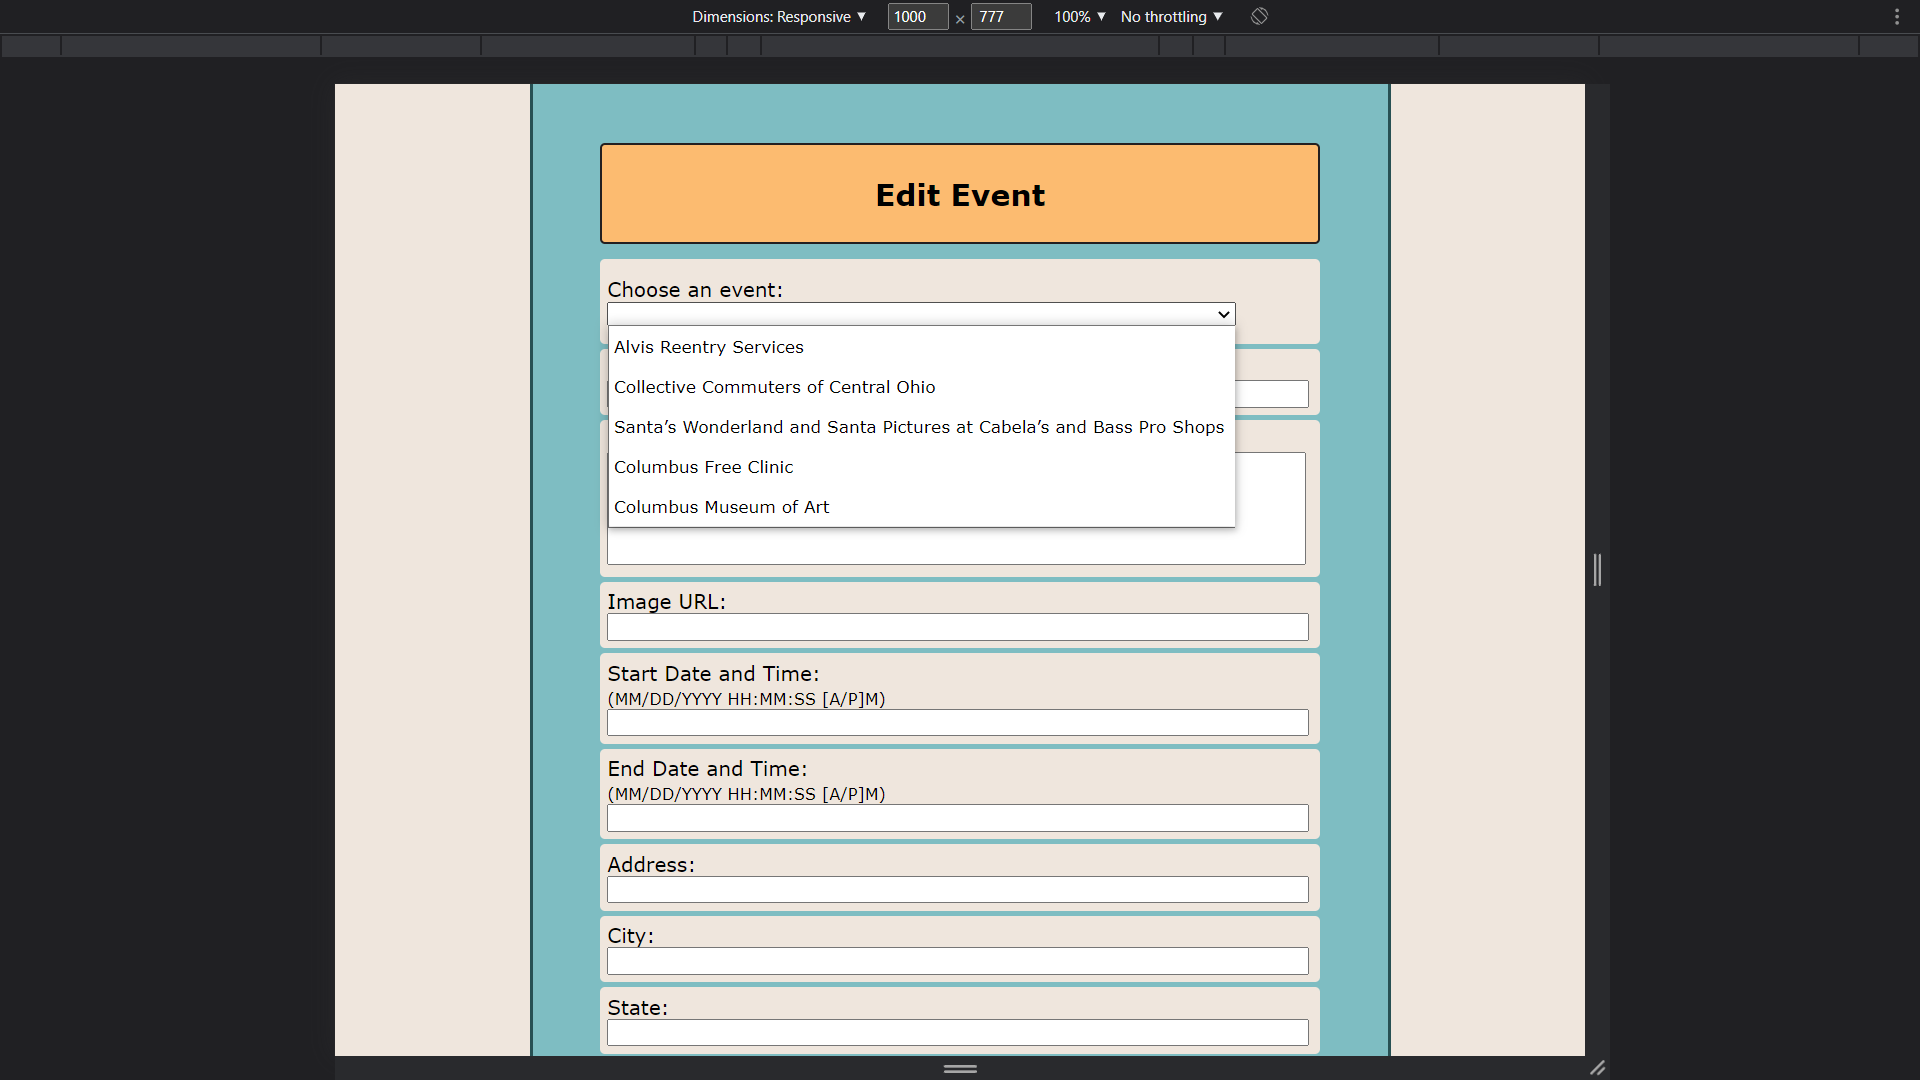 Dimensions: Responsive ▼ 1000 × 777 100% ▼ No throttling ▼
Edit Event
Choose an event:
Alvis Reentry Services
Collective Commuters of Central Ohio
Santa’s Wonderland and Santa Pictures at Cabela’s and Bass Pro Shops
Columbus Free Clinic
Columbus Museum of Art
Image URL:
Start Date and Time:
(MM/DD/YYYY HH:MM:SS [A/P]M)
End Date and Time:
(MM/DD/YYYY HH:MM:SS [A/P]M)
Address:
City:
State: